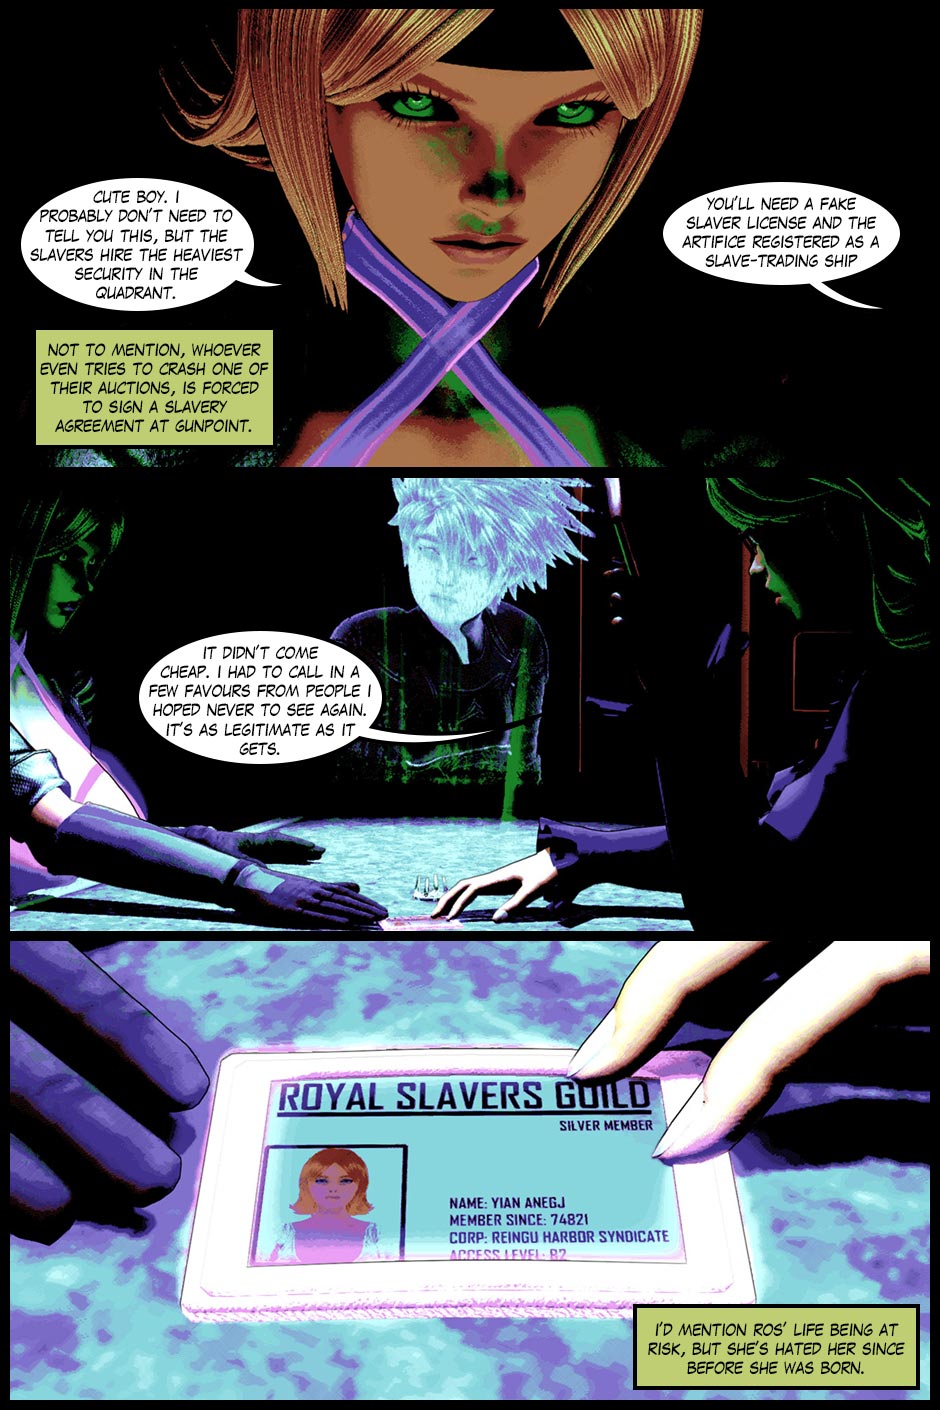 CUTE BOY. I
PROBABLY DON'T NEED TO
TELL YOU THIS, BUT THE
SLAVERS HIRE THE HEAVIEST
SECURITY IN THE
QUADRANT.
YOU'LL NEED A FAKE
SLAVER LICENSE AND THE
ARTIFICE REGISTERED AS A
SLAVE-TRADING SHIP
NOT TO MENTION, WHOEVER
EVEN TRIES TO CRASH ONE OF
THEIR AUCTIONS, IS FORCED
TO SIGN A SLAVERY
AGREEMENT AT GUNPOINT.
IT DIDN'T COME
CHEAP. I HAD TO CALL IN A
FEW FAVOURS FROM PEOPLE I
HOPED NEVER TO SEE AGAIN.
IT'S AS LEGITIMATE AS IT
GETS.
ROYAL SLAVERS GUILD
SILVER MEMBER
NAME: YIAN ANEGJ
MEMBER SINCE: 74821
CORP: REINGU HARBOR SYNDICATE
ACCESS LEVEL: B2
I'D MENTION ROS' LIFE BEING AT
RISK, BUT SHE'S HATED HER SINCE
BEFORE SHE WAS BORN.